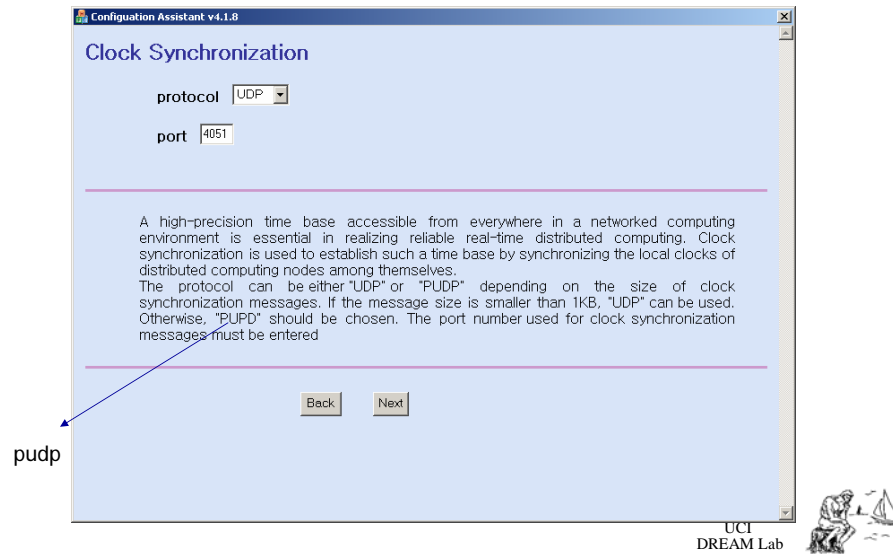 Configuation Assistant v4.1.8
Clock Synchronization
protocol UDP
port 4051
A high-precision time base accessible from everywhere in a networked computing
environment is essential in realizing reliable real-time distributed computing. Clock
synchronization is used to establish such a time base by synchronizing the local clocks of
distributed computing nodes among themselves.
The protocol can be either "UDP" or "PUDP" depending on the size of clock
synchronization messages. If the message size is smaller than 1KB, "UDP" can be used.
Otherwise, "PUPD" should be chosen. The port number used for clock synchronization
messages must be entered
Back Next
pudp
UCI
DREAM Lab